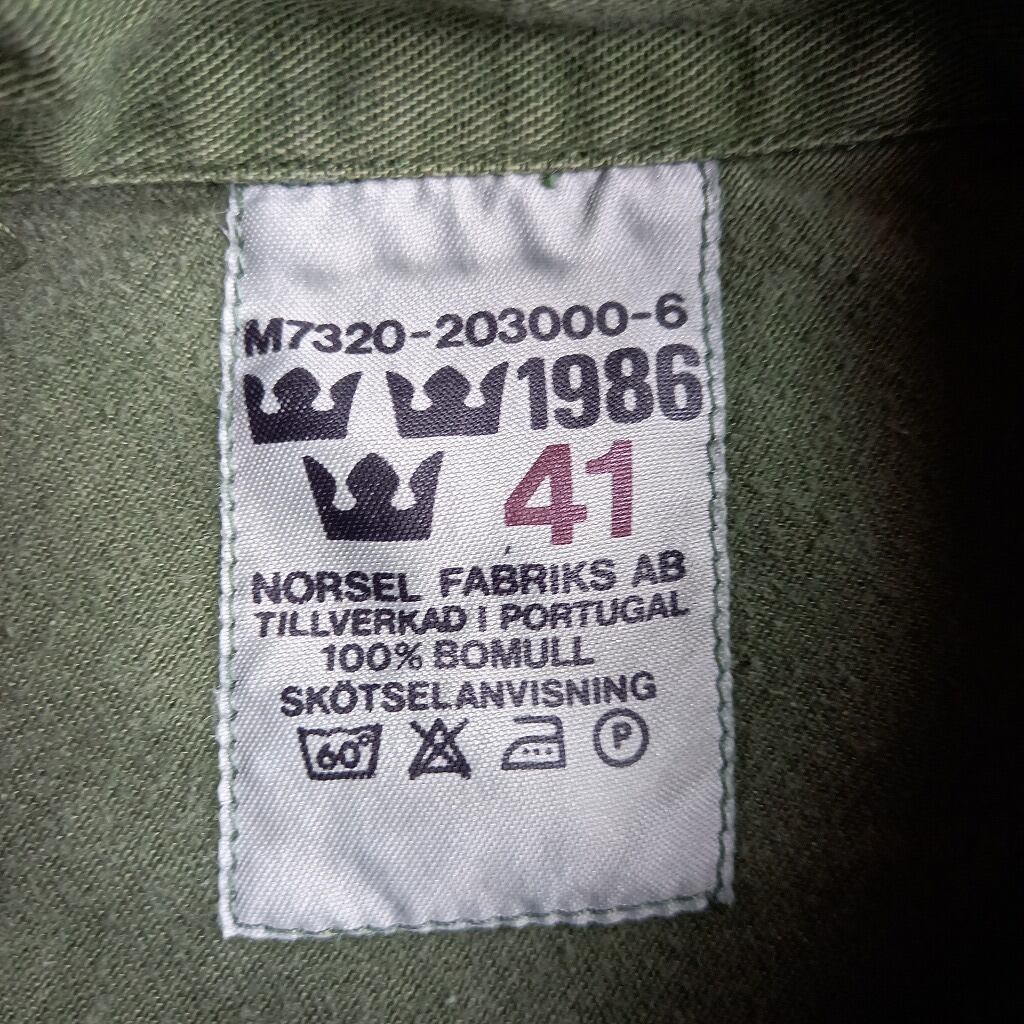 M7320-203000-6
1986
41
NORSEL FABRIKS AB
TILLVERKAD I PORTUGAL
100% BOMULL
SKÖTSELANVISNING
60° P